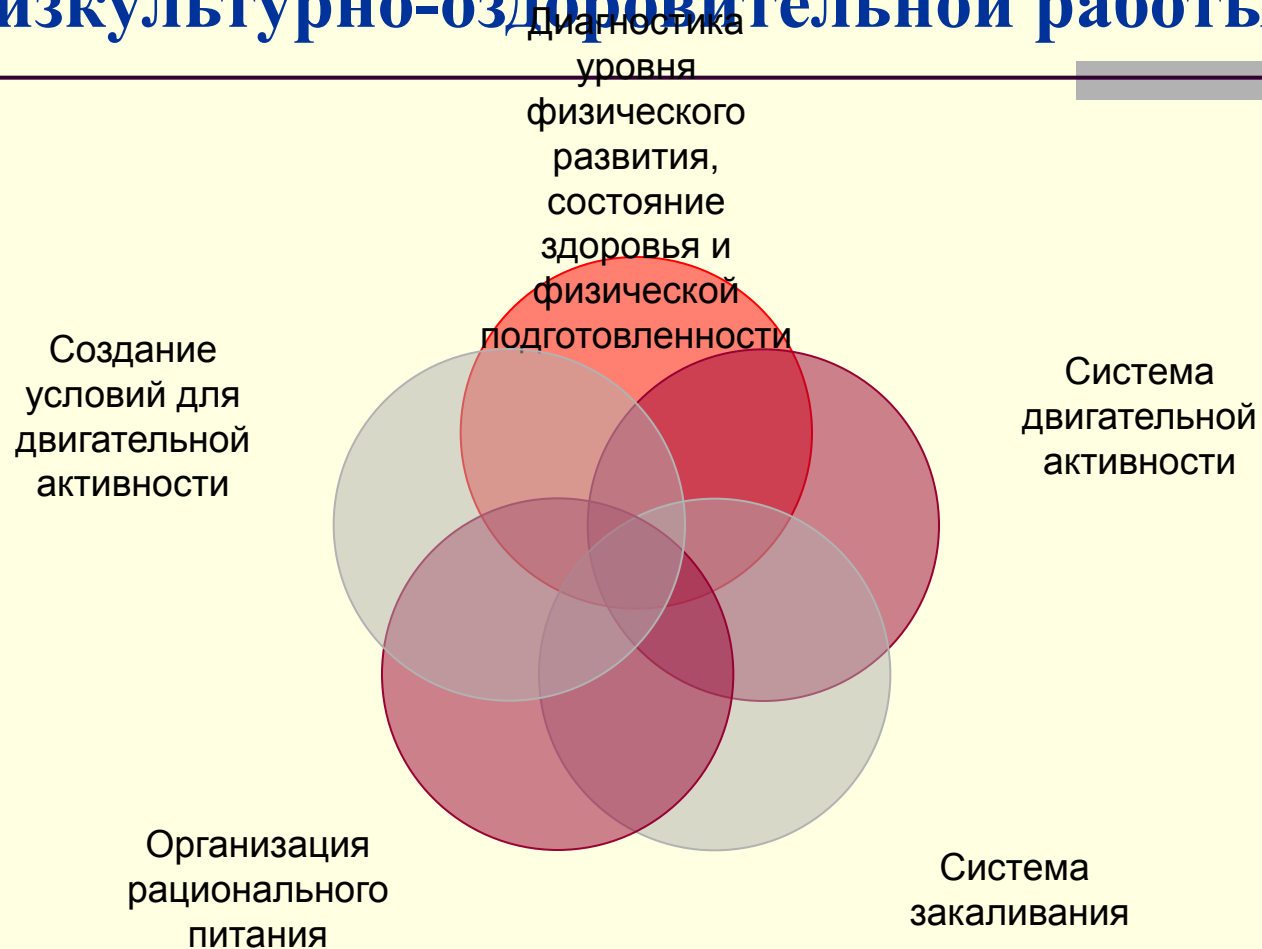 изкультурно-оздоровительной работы
Диагностика
уровня
физического
развития,
состояние
здоровья и
физической
подготовленности
Создание
условий для
двигательной
активности
Система
двигательной
активности
Организация
рационального
питания
Система
закаливания